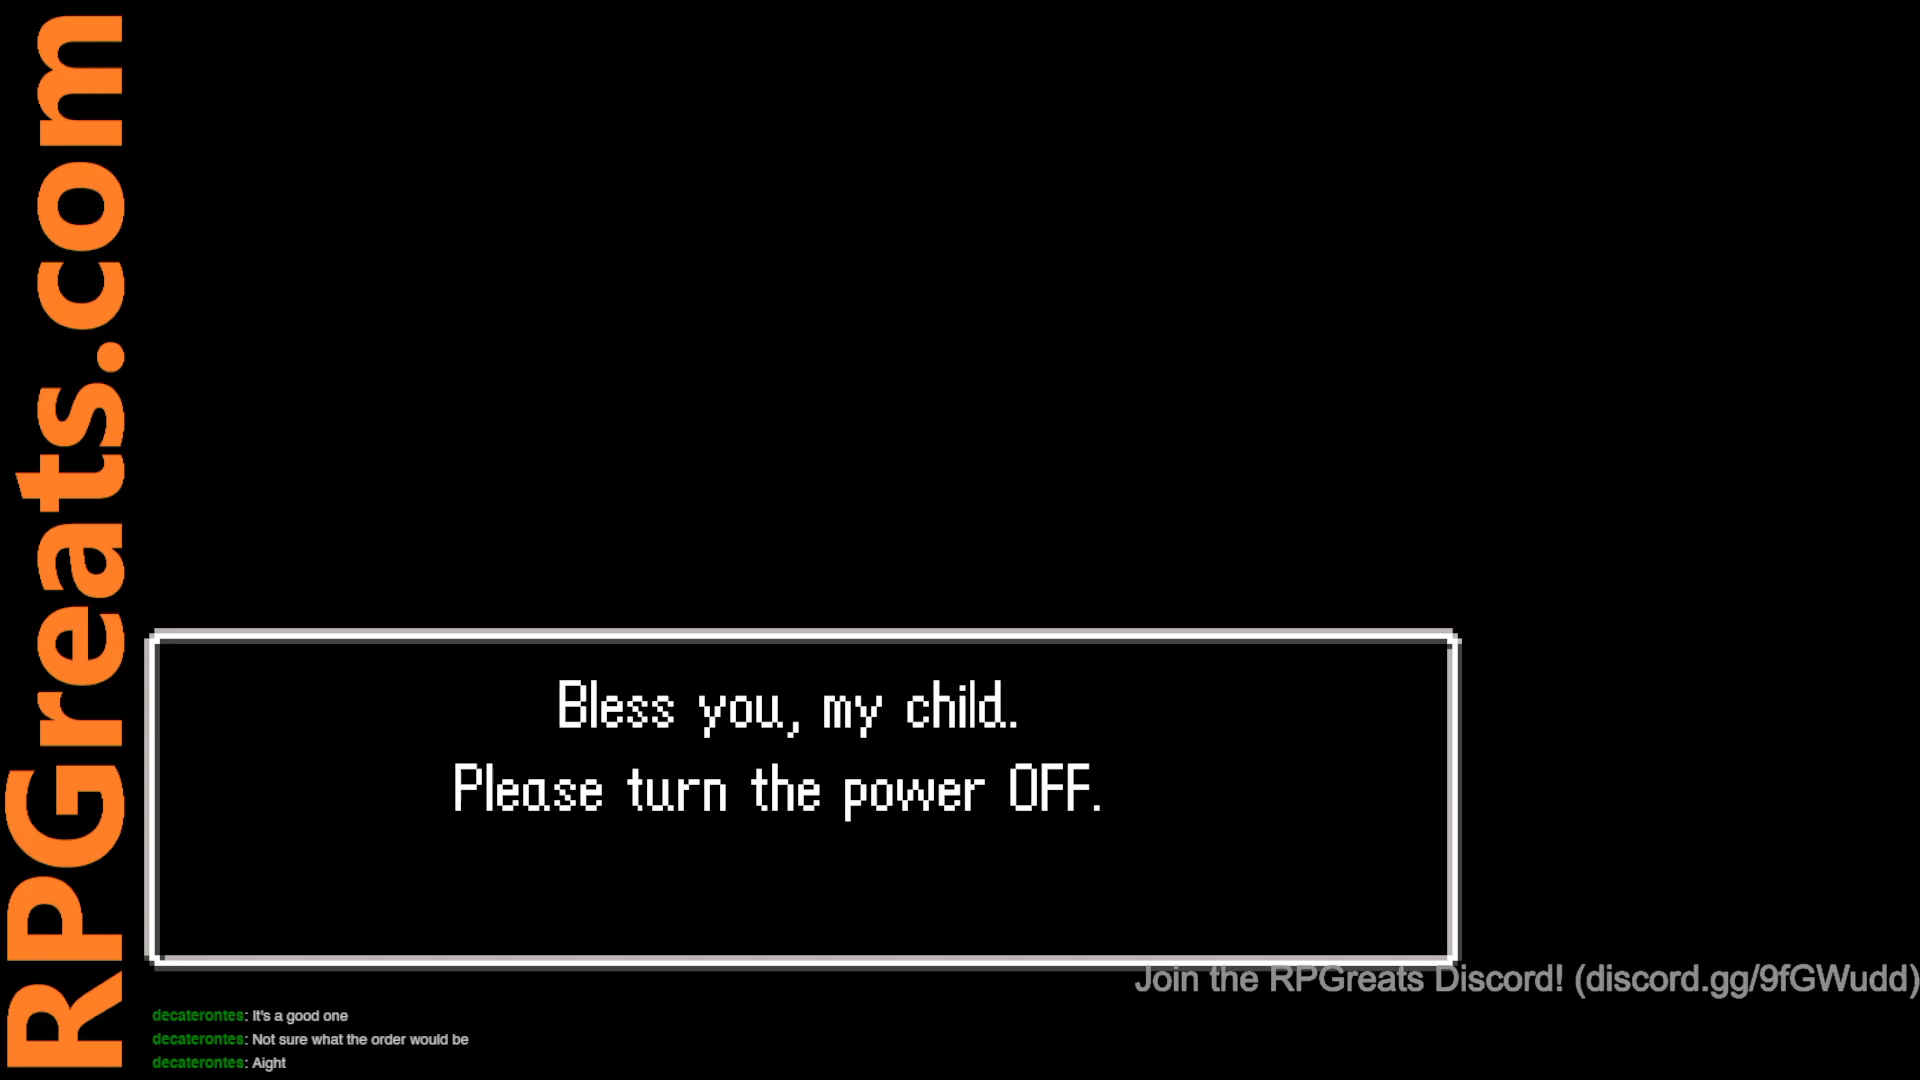 RPGreats.com
Bless you, my child.
Please turn the power OFF.
Join the RPGreats Discord! (discord.gg/9fGWudd)
decaterontes: It's a good one
decaterontes: Not sure what the order would be
decaterontes: Aight